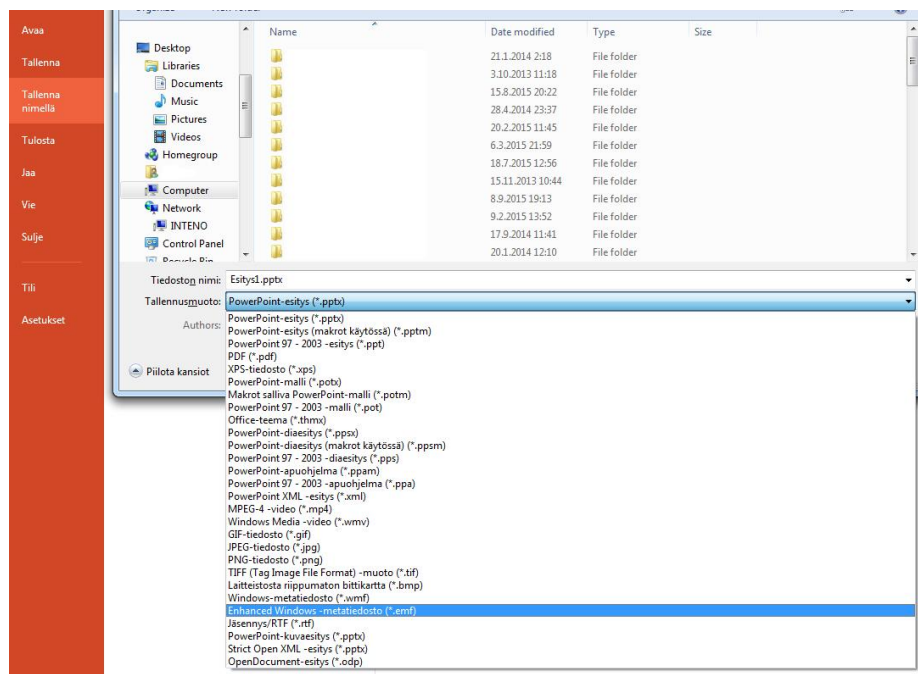 Avaa
Tallenna
Tallenna
nimellä
Tulosta
Jaa
Vie
Sulje
Tili
Asetukset
Desktop
Libraries
Documents
Music
Pictures
Videos
Homegroup
Computer
Network
INTENO
Control Panel
Recycle Bin
Name Date modified Type Size
21.1.2014 2:18 File folder
3.10.2013 11:18 File folder
15.8.2015 20:22 File folder
28.4.2014 23:37 File folder
20.2.2015 11:45 File folder
6.3.2015 21:59 File folder
18.7.2015 12:56 File folder
15.11.2013 10:44 File folder
8.9.2015 19:13 File folder
9.2.2015 13:52 File folder
17.9.2014 11:41 File folder
20.1.2014 12:10 File folder
Tiedoston nimi: Esitys1.pptx
Tallennusmuoto: PowerPoint-esitys (*.pptx)
Authors:
Piilota kansiot
PowerPoint-esitys (*.pptx)
PowerPoint-esitys (makrot käytössä) (*.pptm)
PowerPoint 97 - 2003 -esitys (*.ppt)
PDF (*.pdf)
XPS-tiedosto (*.xps)
PowerPoint-malli (*.potx)
Makrot salliva PowerPoint-malli (*.potm)
PowerPoint 97 - 2003 -malli (*.pot)
Office-teema (*.thmx)
PowerPoint-diaesitys (*.ppsx)
PowerPoint-diaesitys (makrot käytössä) (*.ppsm)
PowerPoint 97 - 2003 -diaesitys (*.pps)
PowerPoint-apuohjelma (*.ppam)
PowerPoint 97 - 2003 -apuohjelma (*.ppa)
PowerPoint XML -esitys (*.xml)
MPEG-4 -video (*.mp4)
Windows Media -video (*.wmv)
GIF-tiedosto (*.gif)
JPEG-tiedosto (*.jpg)
PNG-tiedosto (*.png)
TIFF (Tag Image File Format) -muoto (*.tif)
Laitteistosta riippumaton bittikartta (*.bmp)
Windows-metatiedosto (*.wmf)
Enhanced Windows -metatiedosto (*.emf)
Jäsennys/RTF (*.rtf)
PowerPoint-kuvaesitys (*.pptx)
Strict Open XML -esitys (*.pptx)
OpenDocument-esitys (*.odp)